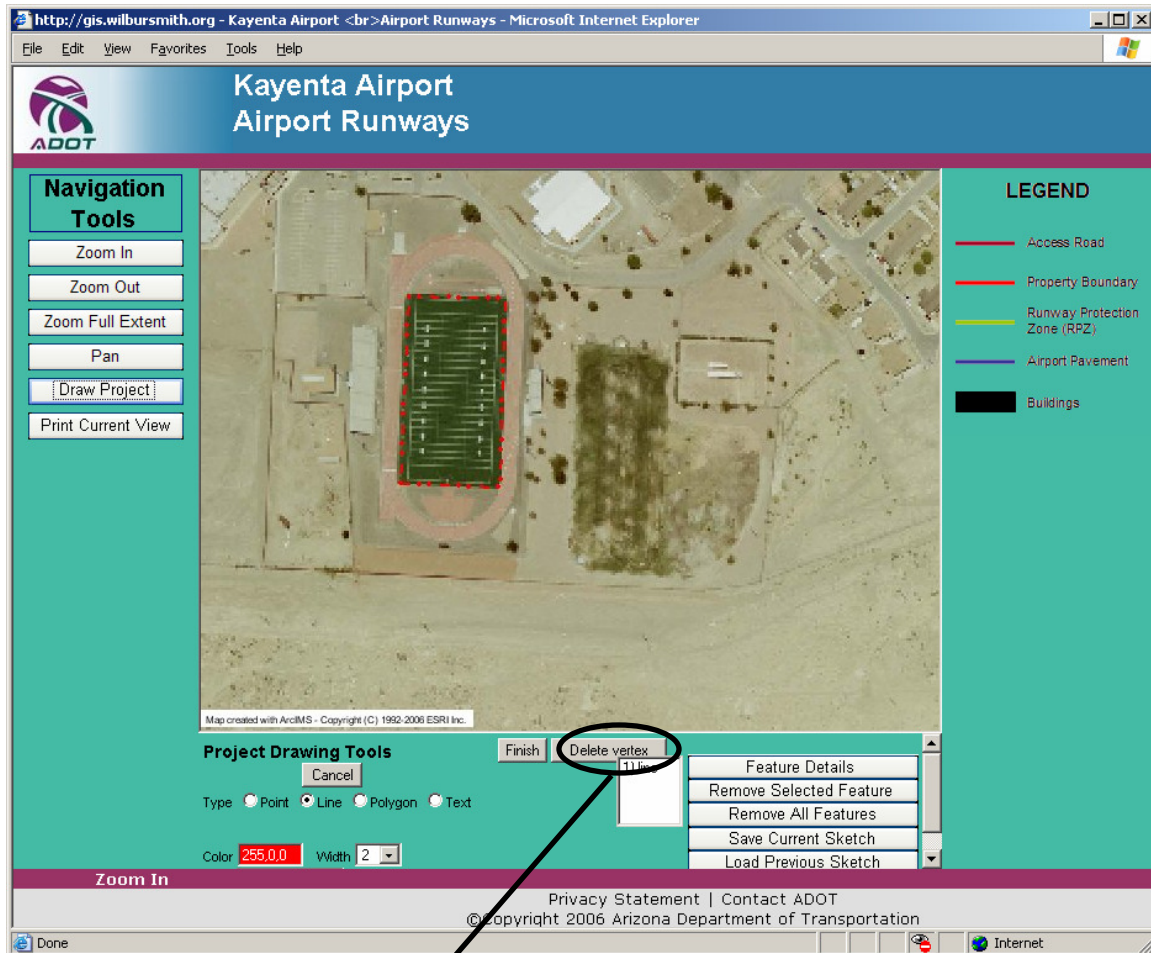 http://gis.wilbursmith.org - Kayenta Airport <br>Airport Runways - Microsoft Internet Explorer
File Edit View Favorites Tools Help
ADOT
Kayenta Airport
Airport Runways
Navigation
Tools
Zoom In
Zoom Out
Zoom Full Extent
Pan
Draw Project
Print Current View
LEGEND
Access Road
Property Boundary
Runway Protection
Zone (RPZ)
Airport Pavement
Buildings
Map created with ArcIMS - Copyright (C) 1992-2006 ESRI Inc.
Project Drawing Tools
Finish Delete vertex
Cancel
1) line
Type Point Line Polygon Text
Color 255,0,0 Width 2
Feature Details
Remove Selected Feature
Remove All Features
Save Current Sketch
Load Previous Sketch
Zoom In
Privacy Statement | Contact ADOT
©Copyright 2006 Arizona Department of Transportation
Done Internet